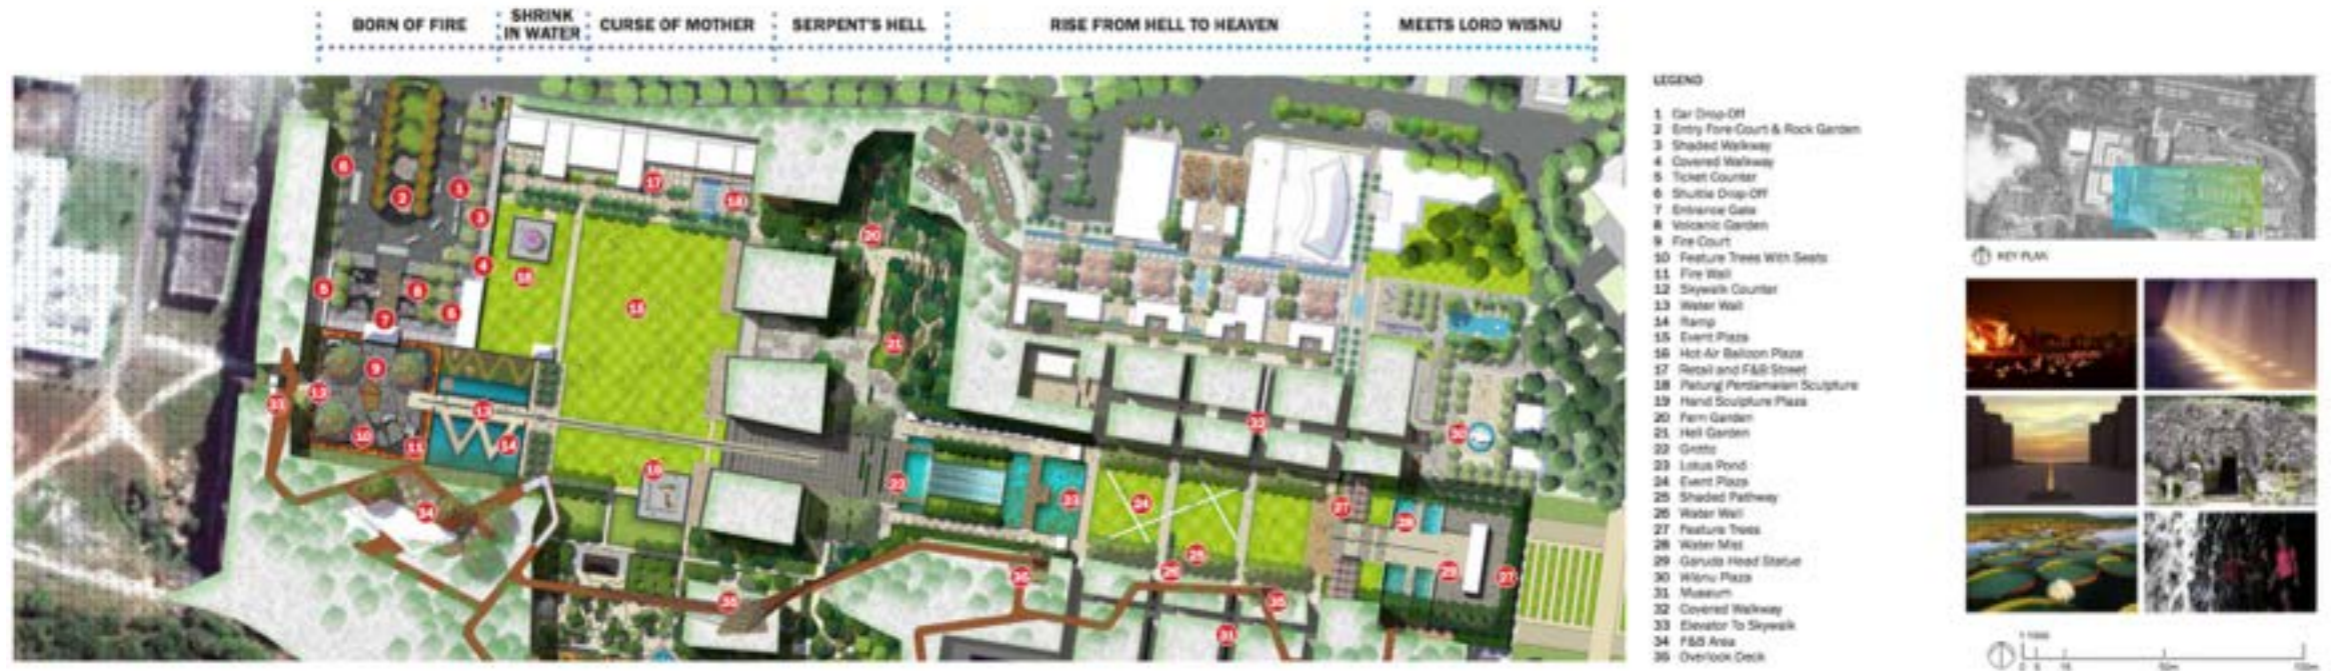 BORN OF FIRE
SHRINK
IN WATER
CURSE OF MOTHER
SERPENT'S HELL
RISE FROM HELL TO HEAVEN
MEETS LORD WISNU
LEGEND
1 Car Drop-Off
2 Entry Fore Court & Rock Garden
3 Shaded Walkway
4 Covered Walkway
5 Ticket Counter
6 Shuttle Drop-Off
7 Entrance Gate
8 Volcanic Garden
9 Fire Court
10 Feature Trees With Seats
11 Fire Wall
12 Skywalk Counter
13 Water Wall
14 Ramp
15 Event Plaza
16 Hot Air Balloon Plaza
17 Retail and F&B Street
18 Patung Perdamaian Sculpture
19 Hand Sculpture Plaza
20 Fern Garden
21 Hell Garden
22 Grotto
23 Lotus Pond
24 Event Plaza
25 Shaded Pathway
26 Water Wall
27 Feature Trees
28 Water Mist
29 Garuda Head Statue
30 Wisnu Plaza
31 Museum
32 Covered Walkway
33 Elevator To Skywalk
34 F&B Area
35 Overlook Deck
KEY PLAN